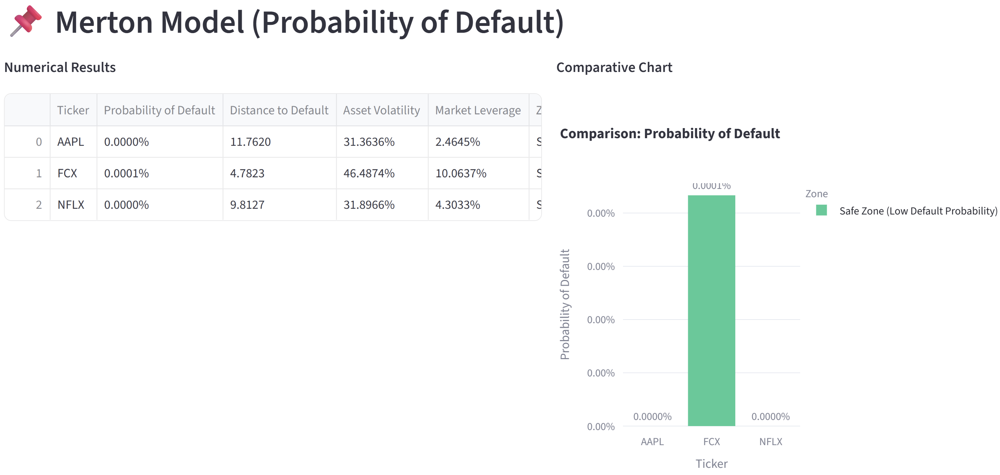 Merton Model (Probability of Default)
Numerical Results
Ticker Probability of Default Distance to Default Asset Volatility Market Leverage Z
0 AAPL 0.0000% 11.7620 31.3636% 2.4645% S
1 FCX 0.0001% 4.7823 46.4874% 10.0637% S
2 NFLX 0.0000% 9.8127 31.8966% 4.3033% S
Comparative Chart
Comparison: Probability of Default
0.0001%
Zone
Safe Zone (Low Default Probability)
0.00%
0.00%
0.00%
0.00%
0.00%
Probability of Default
0.0000%
0.0000%
AAPL FCX NFLX
Ticker